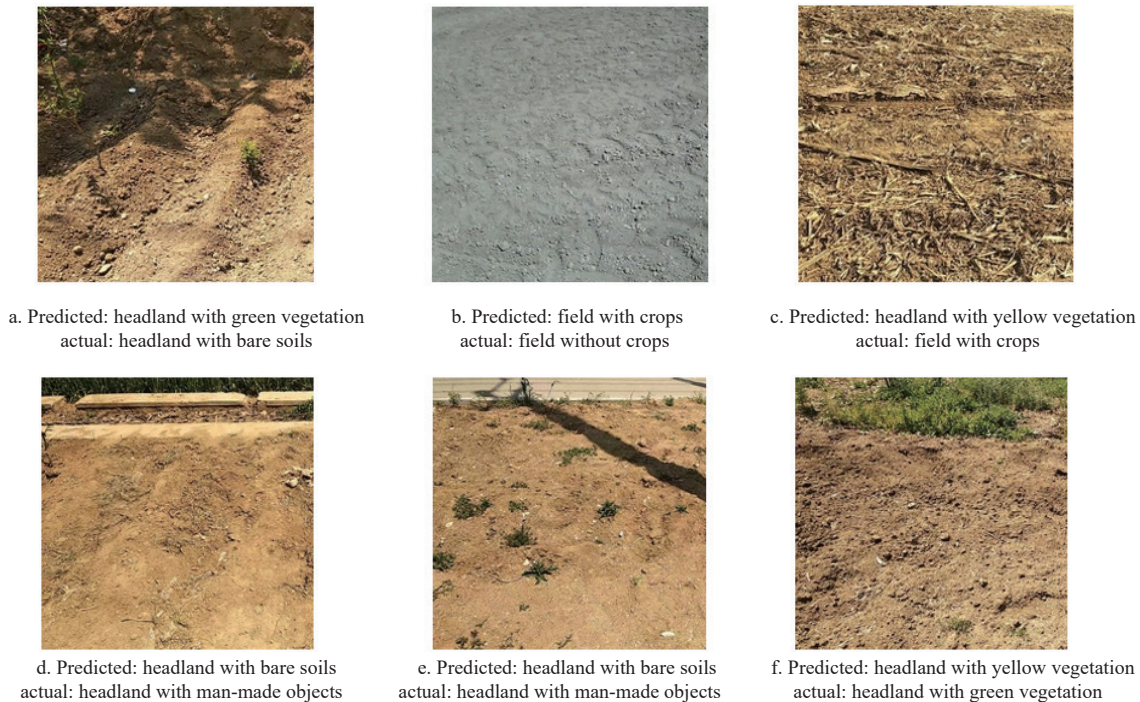 a. Predicted: headland with green vegetation
actual: headland with bare soils
b. Predicted: field with crops
actual: field without crops
c. Predicted: headland with yellow vegetation
actual: field with crops
d. Predicted: headland with bare soils
actual: headland with man-made objects
e. Predicted: headland with bare soils
actual: headland with man-made objects
f. Predicted: headland with yellow vegetation
actual: headland with green vegetation